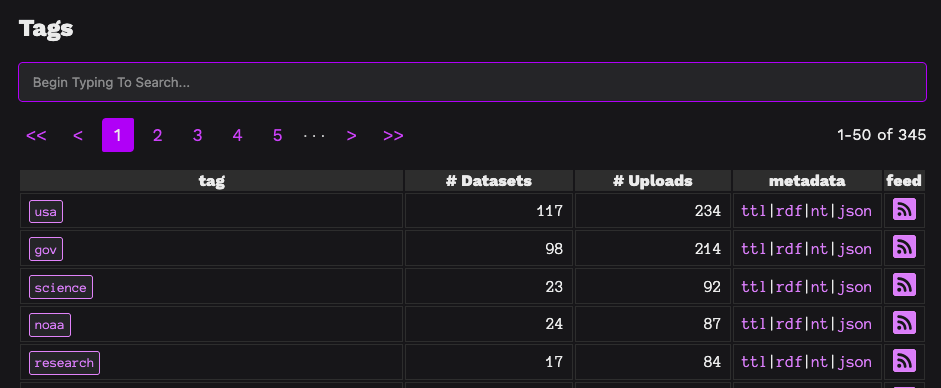 Tags
Begin Typing To Search...
<< < 1 2 3 4 5 ··· > >> 1-50 of 345
tag # Datasets # Uploads metadata feed
usa 117 234 ttl|rdf|nt|json
gov 98 214 ttl|rdf|nt|json
science 23 92 ttl|rdf|nt|json
noaa 24 87 ttl|rdf|nt|json
research 17 84 ttl|rdf|nt|json